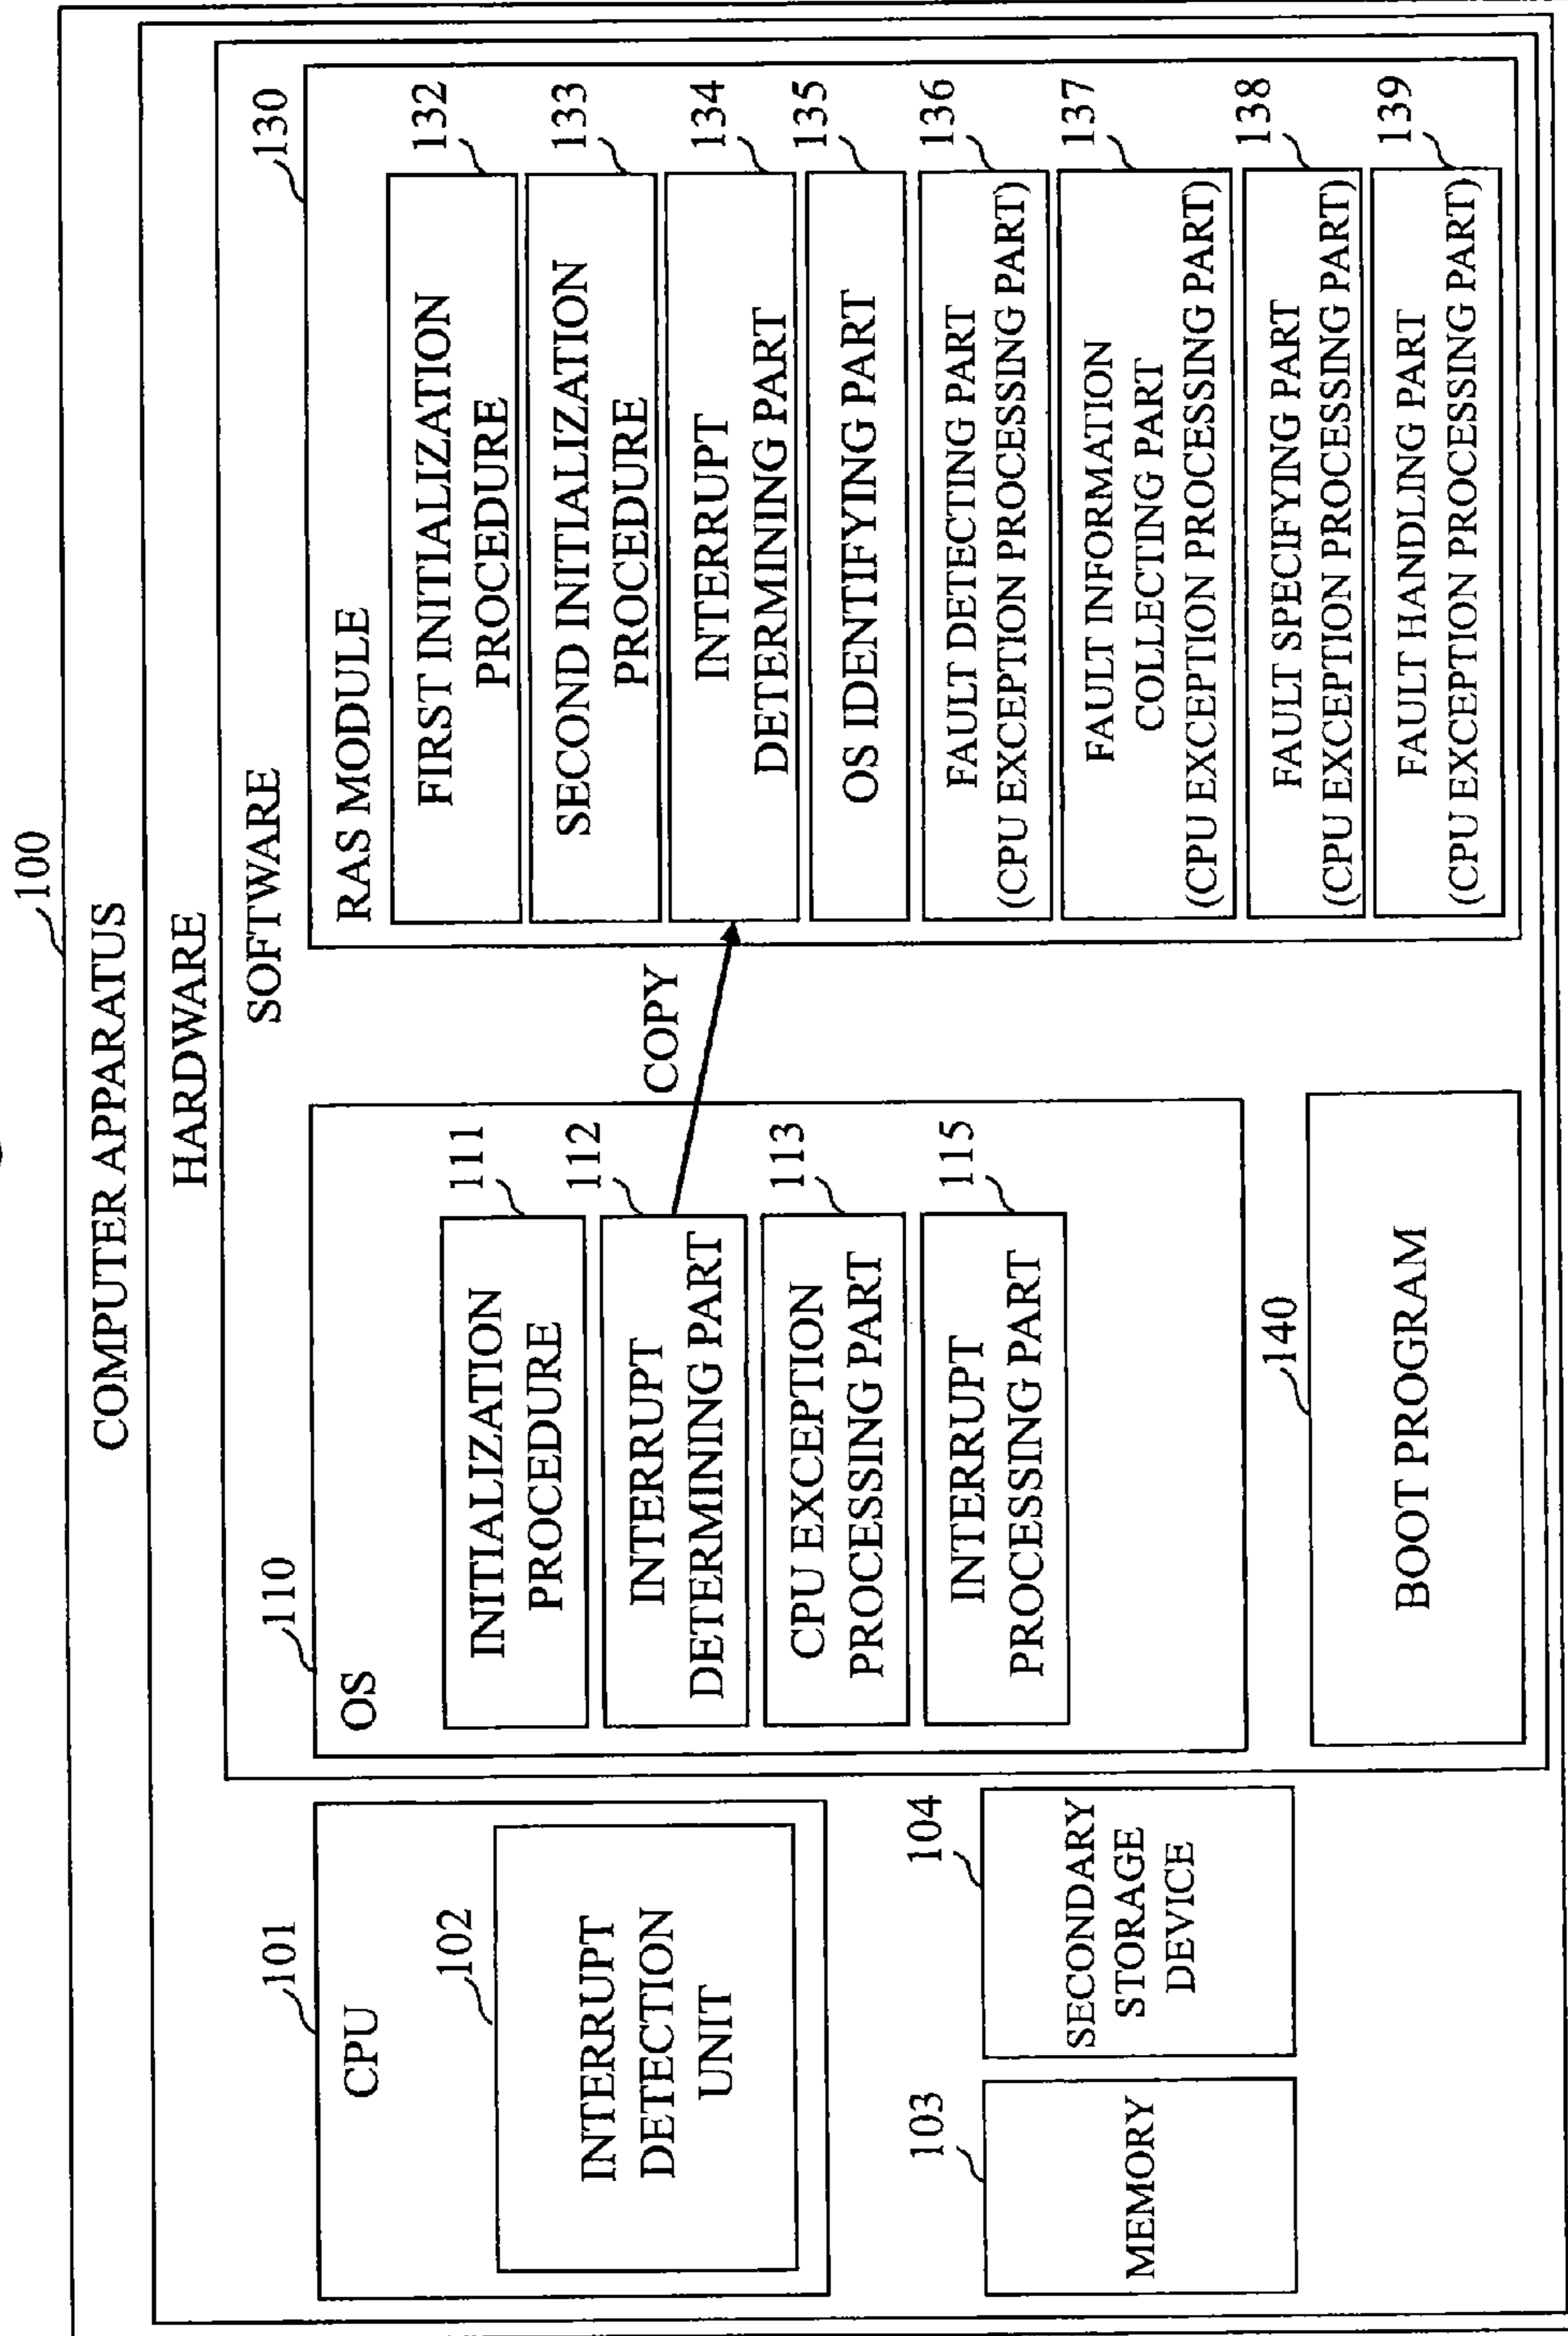 100
COMPUTER APPARATUS
HARDWARE
101
CPU
102
INTERRUPT
DETECTION
UNIT
103
MEMORY
104
SECONDARY
STORAGE
DEVICE
SOFTWARE
110
OS
111
INITIALIZATION
PROCEDURE
112
INTERRUPT
DETERMINING PART
113
CPU EXCEPTION
PROCESSING PART
115
INTERRUPT
PROCESSING PART
140
BOOT PROGRAM
COPY
130
RAS MODULE
132
FIRST INITIALIZATION
PROCEDURE
133
SECOND INITIALIZATION
PROCEDURE
134
INTERRUPT
DETERMINING PART
135
OS IDENTIFYING PART
136
FAULT DETECTING PART
(CPU EXCEPTION PROCESSING PART)
137
FAULT INFORMATION
COLLECTING PART
(CPU EXCEPTION PROCESSING PART)
138
FAULT SPECIFYING PART
(CPU EXCEPTION PROCESSING PART)
139
FAULT HANDLING PART
(CPU EXCEPTION PROCESSING PART)